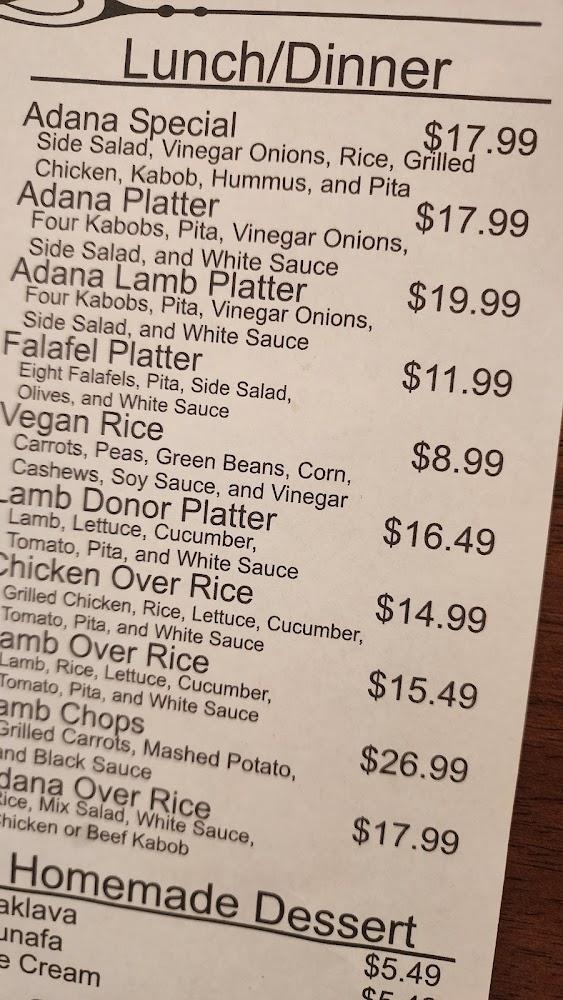 Lunch/Dinner
Adana Special $17.99
Side Salad, Vinegar Onions, Rice, Grilled
Chicken, Kabob, Hummus, and Pita
Adana Platter $17.99
Four Kabobs, Pita, Vinegar Onions,
Side Salad, and White Sauce
Adana Lamb Platter $19.99
Four Kabobs, Pita, Vinegar Onions,
Side Salad, and White Sauce
Falafel Platter $11.99
Eight Falafels, Pita, Side Salad,
Olives, and White Sauce
Vegan Rice $8.99
Carrots, Peas, Green Beans, Corn,
Cashews, Soy Sauce, and Vinegar
Lamb Donor Platter $16.49
Lamb, Lettuce, Cucumber,
Tomato, Pita, and White Sauce
Chicken Over Rice $14.99
Grilled Chicken, Rice, Lettuce, Cucumber,
Tomato, Pita, and White Sauce
amb Over Rice $15.49
Lamb, Rice, Lettuce, Cucumber,
Tomato, Pita, and White Sauce
amb Chops $26.99
Grilled Carrots, Mashed Potato,
and Black Sauce
dana Over Rice $17.99
Rice, Mix Salad, White Sauce,
hicken or Beef Kabob
Homemade Dessert
aklava $5.49
unafa
e Cream